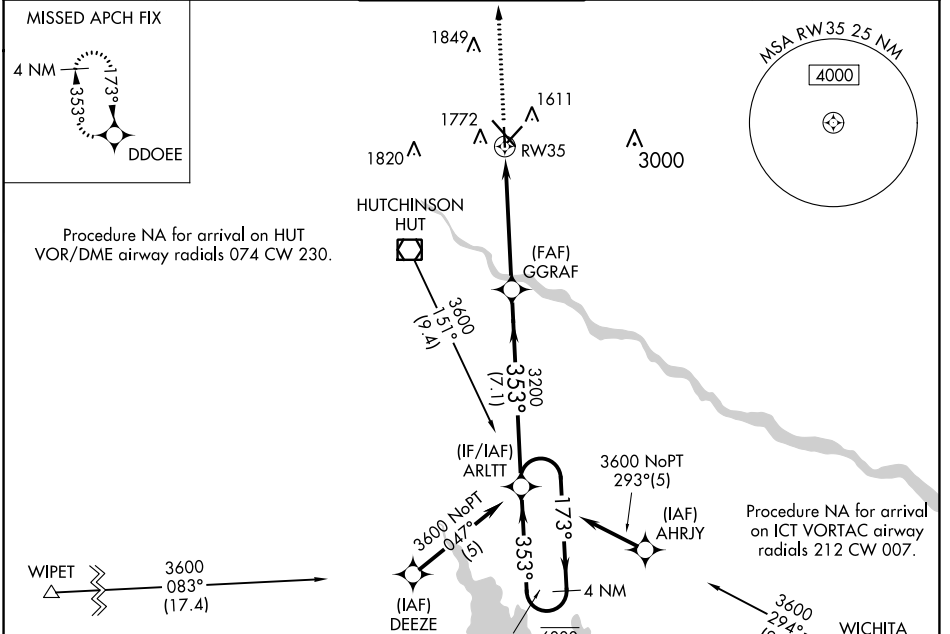 MISSED APCH FIX
4 NM
353°
173°
DDOEE
1849
1611
1772
1820
RW35
3000
MSA RW35 25 NM
4000
HUTCHINSON
HUT
Procedure NA for arrival on HUT
VOR/DME airway radials 074 CW 230.
(FAF)
GGRAF
3600
151°
(9.4)
3200
353°
(7.1)
(IF/IAF)
ARLTT
3600 NoPT
293°(5)
(IAF)
AHRJY
Procedure NA for arrival
on ICT VORTAC airway
radials 212 CW 007.
3600 NoPT
047°
(5)
353°
173°
4 NM
WIPET
3600
083°
(17.4)
(IAF)
DEEZE
3600
294°
WICHITA